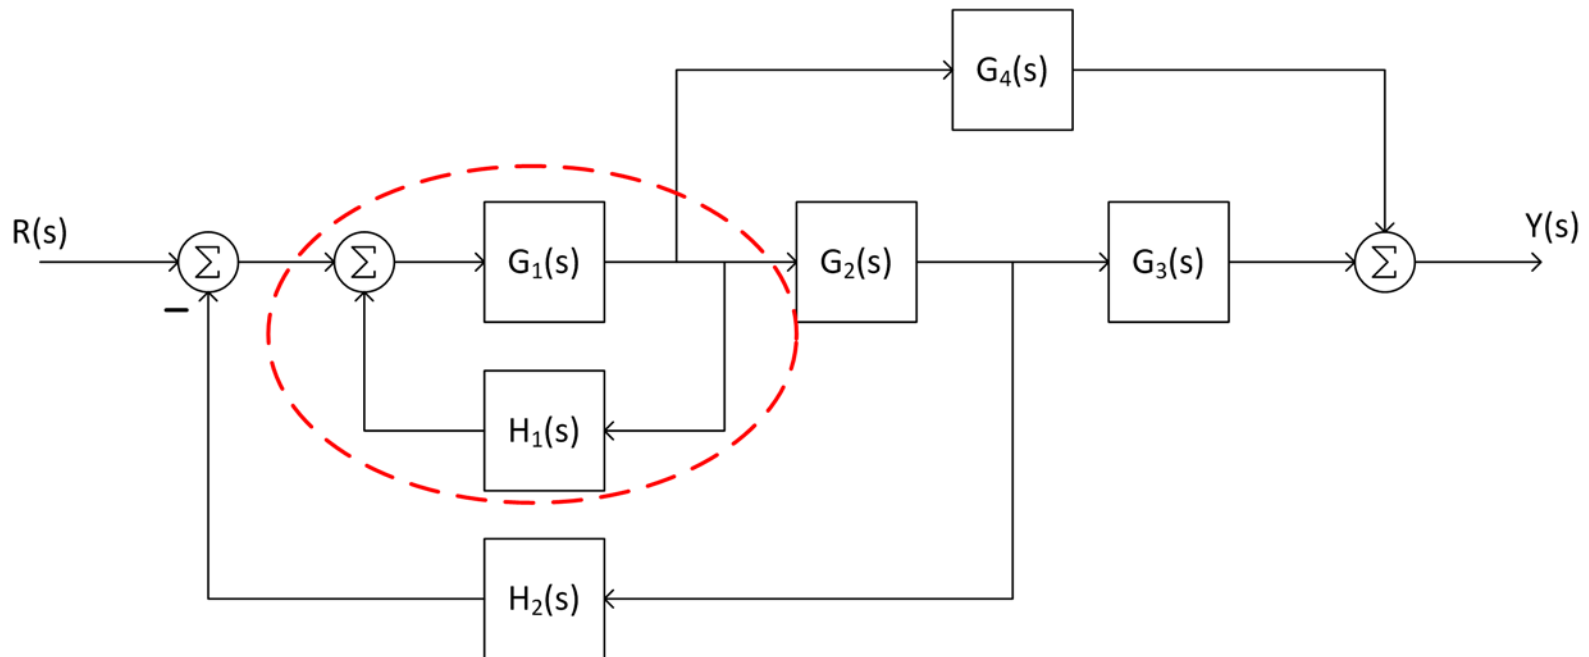 G₄(s)
R(s)
Σ
Σ
G₁(s)
G₂(s)
G₃(s)
Σ
Y(s)
−
H₁(s)
H₂(s)